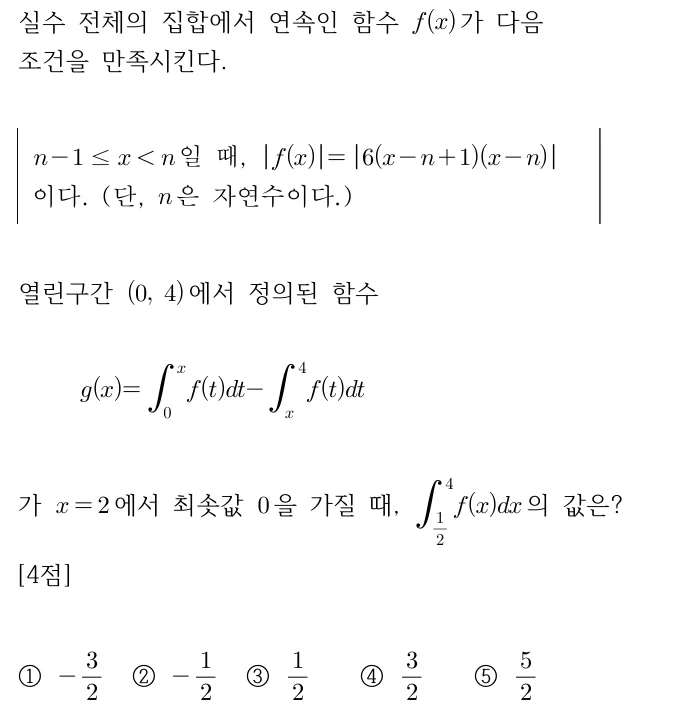 실수 전체의 집합에서 연속인 함수 f(x)가 다음
조건을 만족시킨다.
n-1≤x<n일 때, |f(x)|=|6(x-n+1)(x-n)|
이다. (단, n은 자연수이다.)
열린구간 (0, 4)에서 정의된 함수
g(x)=∫_0^x f(t)dt-∫_x^4 f(t)dt
가 x=2에서 최솟값 0을 가질 때, ∫_{1/2}^4 f(x)dx의 값은?
[4점]
① -3/2 ② -1/2 ③ 1/2 ④ 3/2 ⑤ 5/2